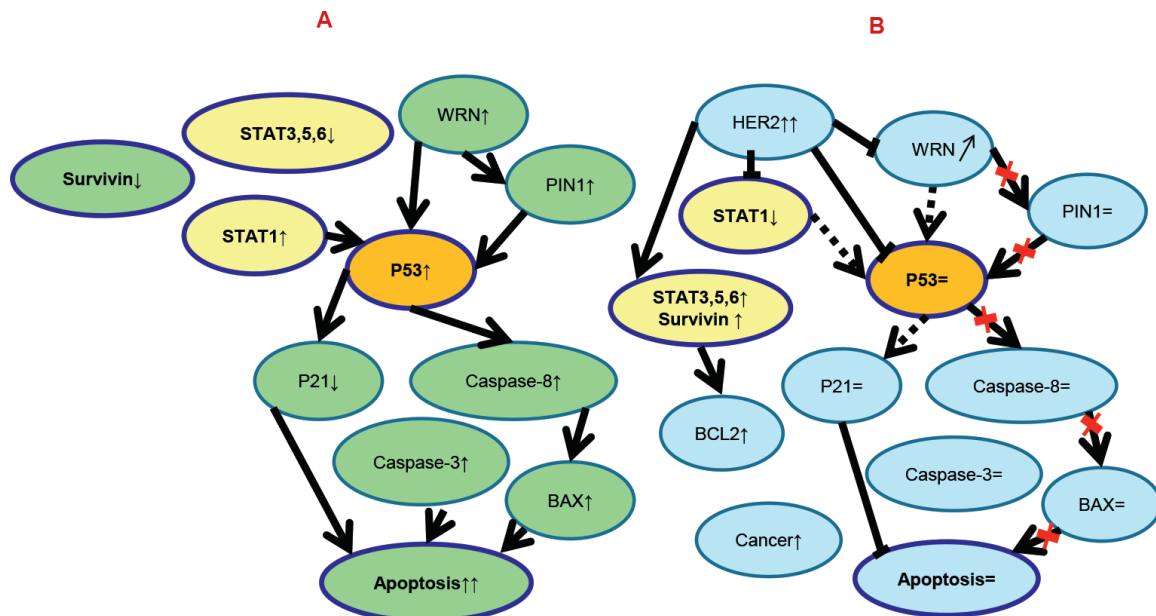 A
STAT3,5,6↓
WRN↑
Survivin↓
PIN1↑
STAT1↑
P53↑
P21↓
Caspase-8↑
Caspase-3↑
BAX↑
Apoptosis↑↑
B
HER2↑↑
WRN ↗
STAT1↓
PIN1=
P53=
STAT3,5,6↑
Survivin ↑
P21=
Caspase-8=
BCL2↑
Caspase-3=
BAX=
Cancer↑
Apoptosis=